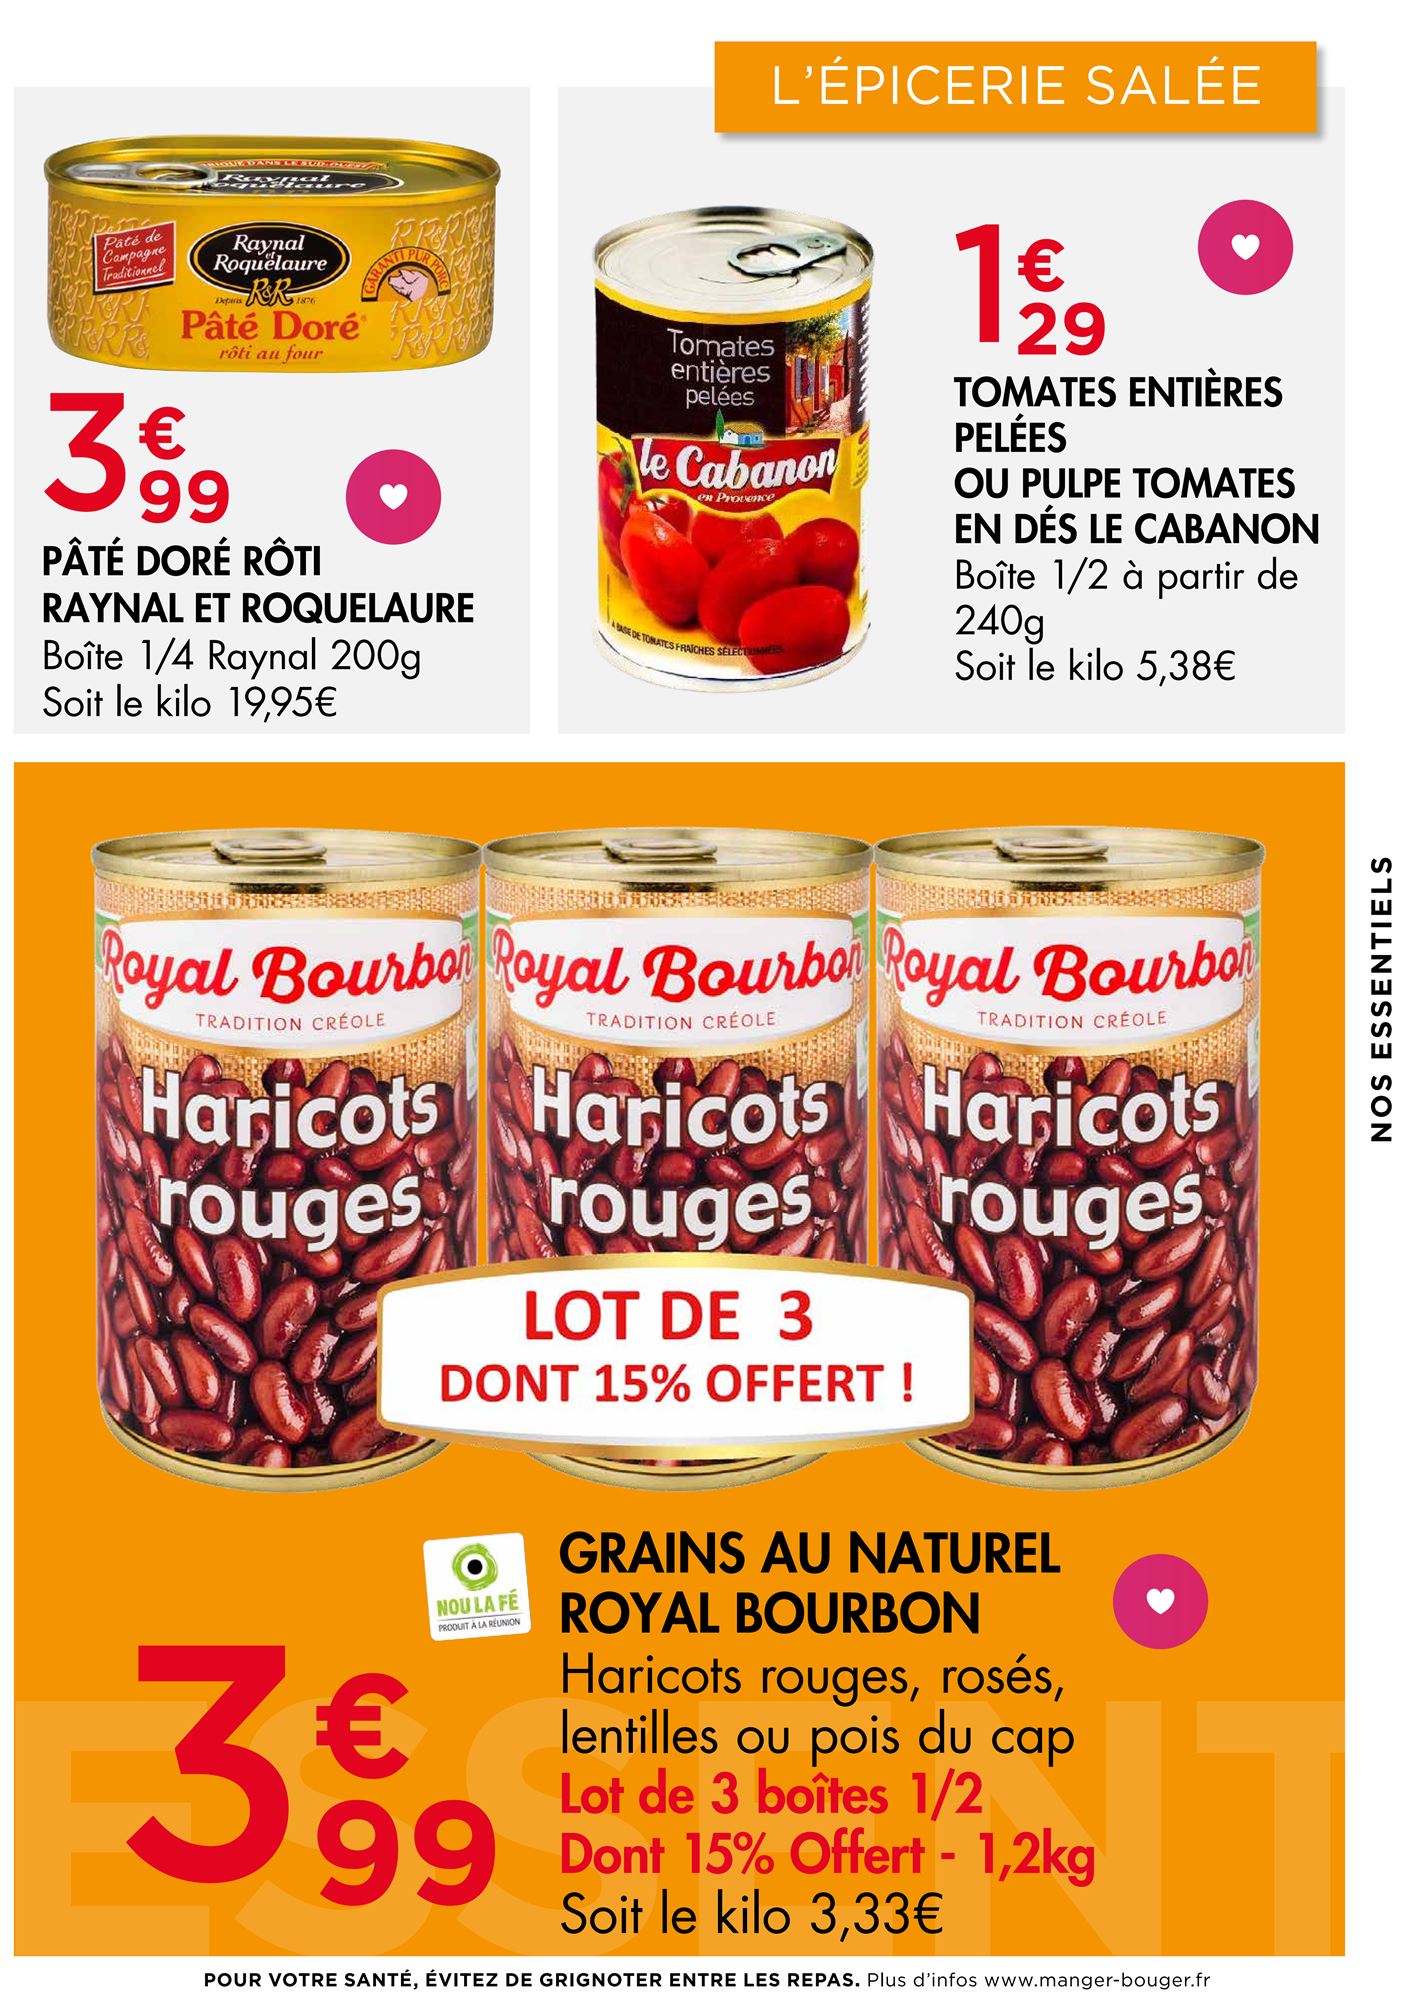 L'ÉPICERIE SALÉE
Raynal
Pâté de
Campagne
Traditionnel
Raynal
et
Roquelaure
Depuis R&R 1876
GARANTI PUR PORC
Pâté Doré
rôti au four
3€99
PÂTÉ DORÉ RÔTI
RAYNAL ET ROQUELAURE
Boîte 1/4 Raynal 200g
Soit le kilo 19,95€
Tomates
entières
pelées
le Cabanon
en Provence
A BASE DE TOMATES FRAÎCHES SÉLECTIONNÉES
1€29
TOMATES ENTIÈRES
PELÉES
OU PULPE TOMATES
EN DÉS LE CABANON
Boîte 1/2 à partir de
240g
Soit le kilo 5,38€
Royal Bourbon
TRADITION CRÉOLE
Haricots
rouges
Royal Bourbon
TRADITION CRÉOLE
Haricots
rouges
Royal Bourbon
TRADITION CRÉOLE
Haricots
rouges
LOT DE 3
DONT 15% OFFERT !
NOS ESSENTIELS
NOU LA FÉ
PRODUIT À LA RÉUNION
3€99
GRAINS AU NATUREL
ROYAL BOURBON
Haricots rouges, rosés,
lentilles ou pois du cap
Lot de 3 boîtes 1/2
Dont 15% Offert - 1,2kg
Soit le kilo 3,33€
ESSENT
POUR VOTRE SANTÉ, ÉVITEZ DE GRIGNOTER ENTRE LES REPAS. Plus d'infos www.manger-bouger.fr